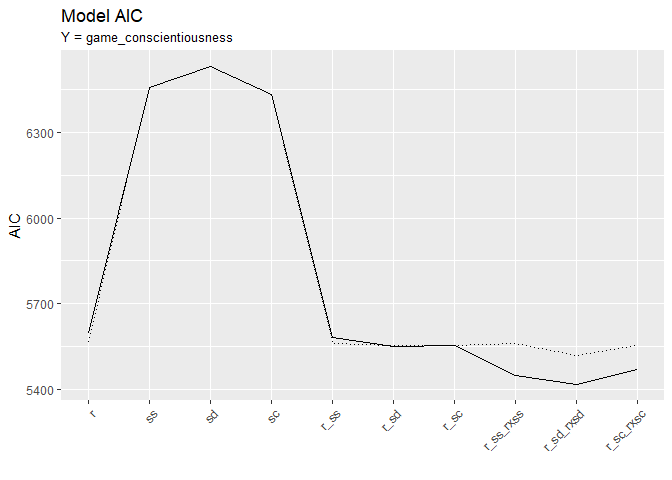 Model AIC
Y = game_conscientiousness
AIC
6300
6000
5700
5400
r
ss
sd
sc
r_ss
r_sd
r_sc
r_ss_rxss
r_sd_rxsd
r_sc_rxsc